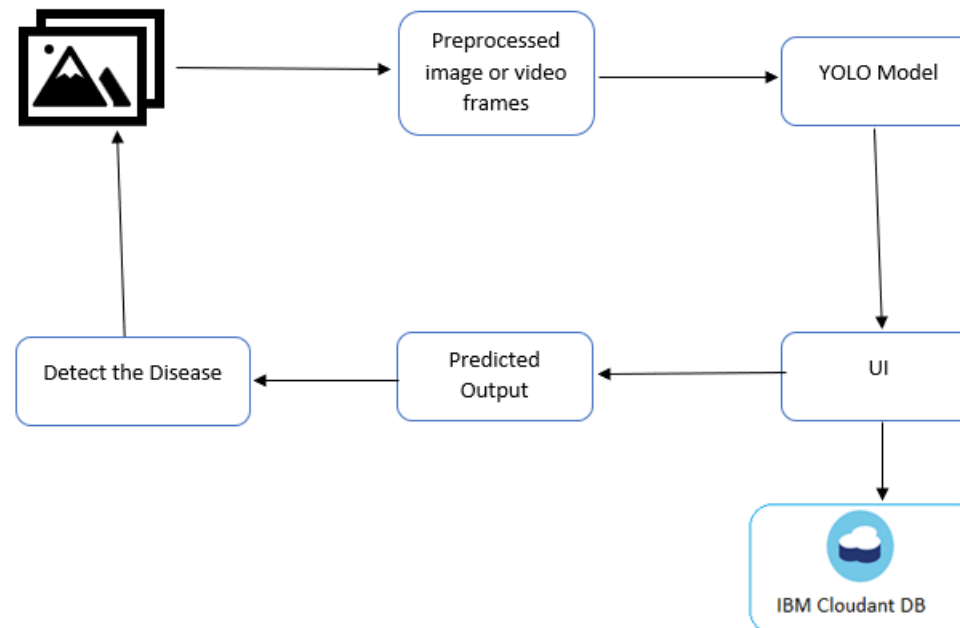 Preprocessed
image or video
frames
YOLO Model
Detect the Disease
Predicted
Output
UI
IBM Cloudant DB